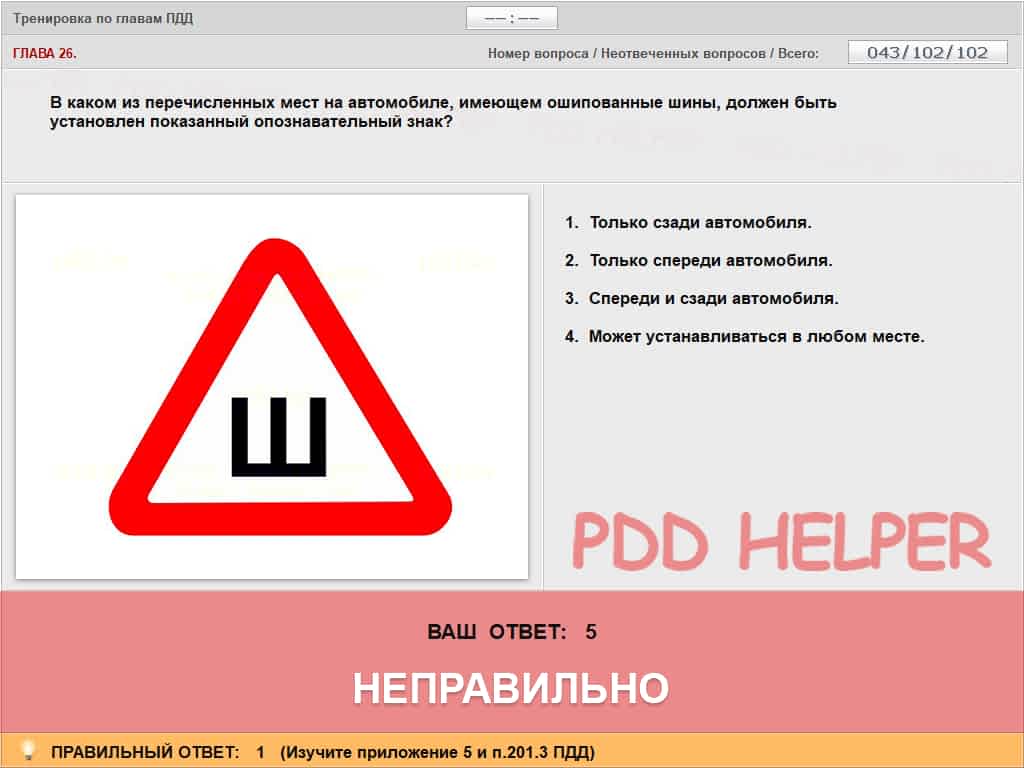 Тренировка по главам ПДД
–– : ––
ГЛАВА 26.
Номер вопроса / Неотвеченных вопросов / Всего:
043/102/102
В каком из перечисленных мест на автомобиле, имеющем ошипованные шины, должен быть
установлен показанный опознавательный знак?
Ш
1. Только сзади автомобиля.
2. Только спереди автомобиля.
3. Спереди и сзади автомобиля.
4. Может устанавливаться в любом месте.
PDD HELPER
ВАШ ОТВЕТ: 5
НЕПРАВИЛЬНО
ПРАВИЛЬНЫЙ ОТВЕТ: 1 (Изучите приложение 5 и п.201.3 ПДД)